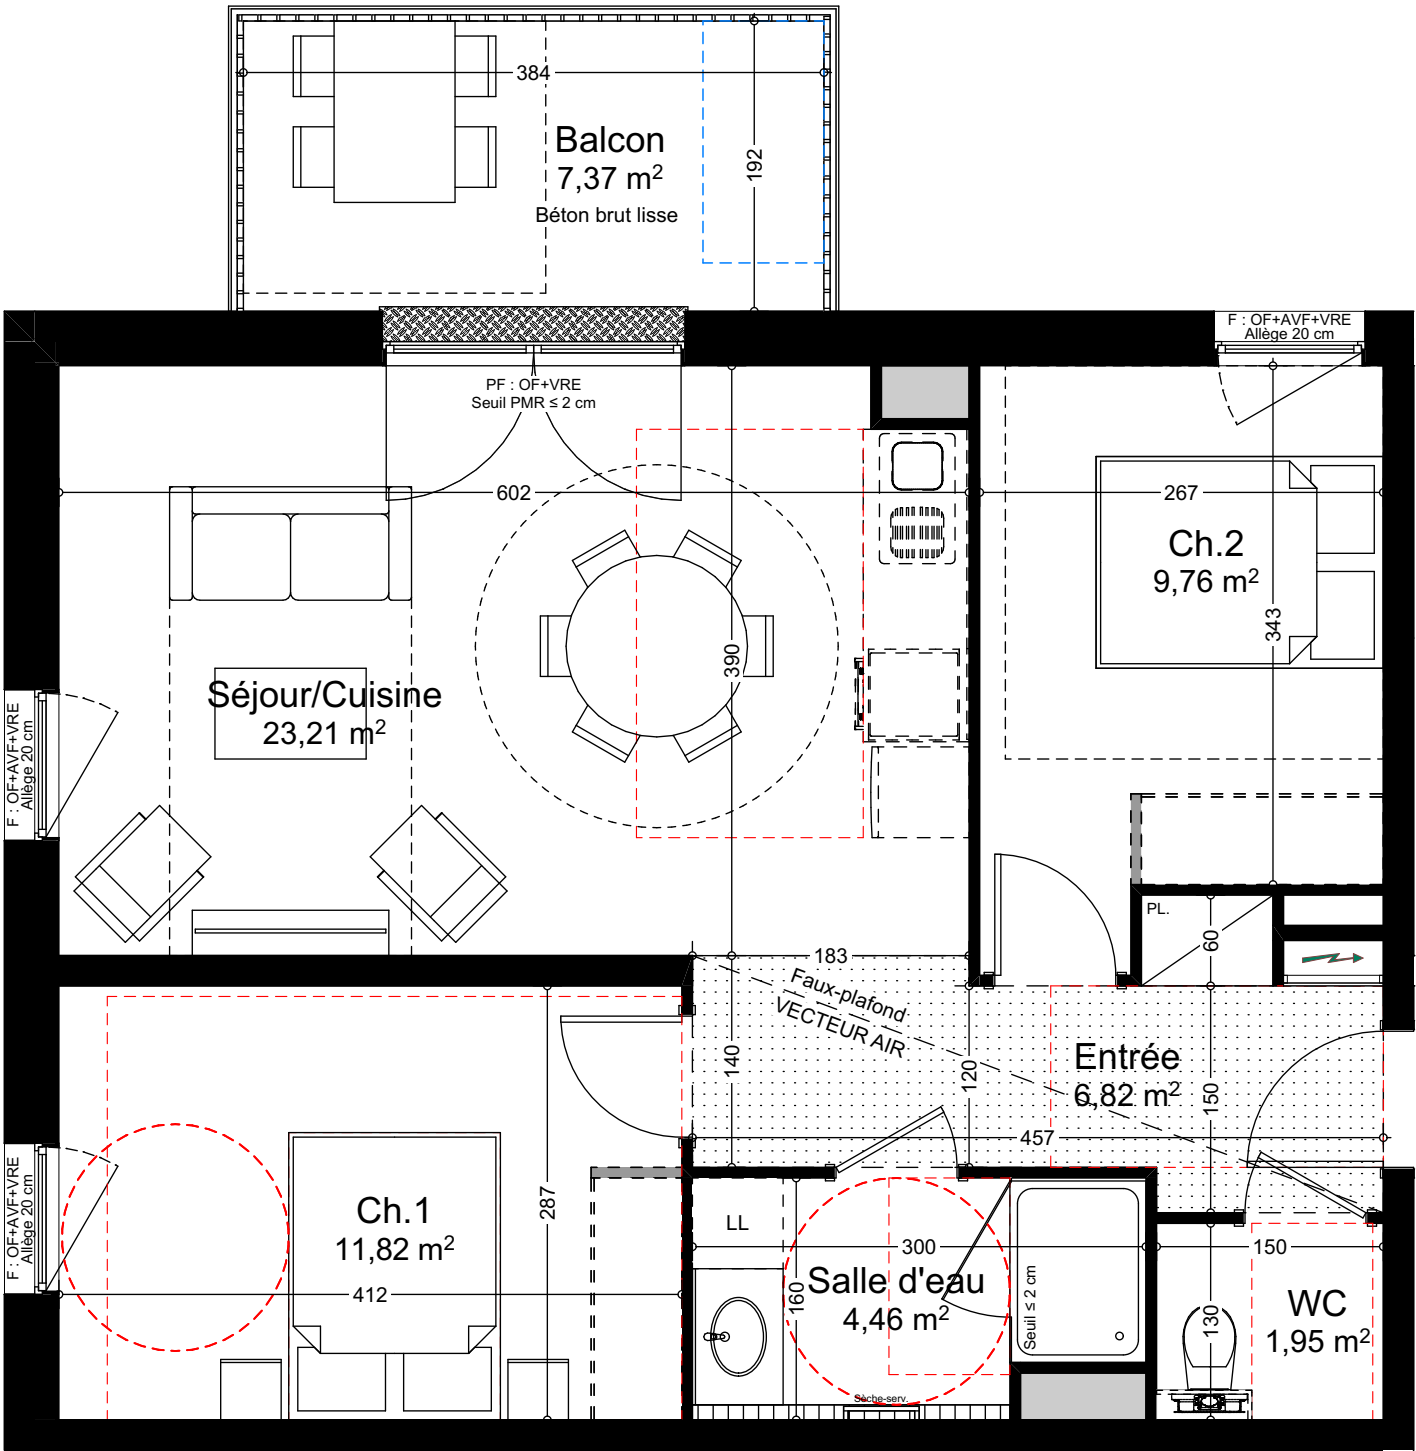 384
Balcon
7,37 m²
Béton brut lisse
192
F : OF+AVF+VRE
Allège 20 cm
PF : OF+VRE
Seuil PMR ≤ 2 cm
602
267
Ch.2
9,76 m²
343
390
Séjour/Cuisine
23,21 m²
F : OF+AVF+VRE
Allège 20 cm
PL.
60
183
Faux-plafond
VECTEUR AIR
140
120
Entrée
6,82 m²
150
457
F : OF+AVF+VRE
Allège 20 cm
Ch.1
11,82 m²
287
412
LL
300
Salle d'eau
4,46 m²
160
Seuil ≤ 2 cm
Sèche-serv.
150
WC
1,95 m²
130